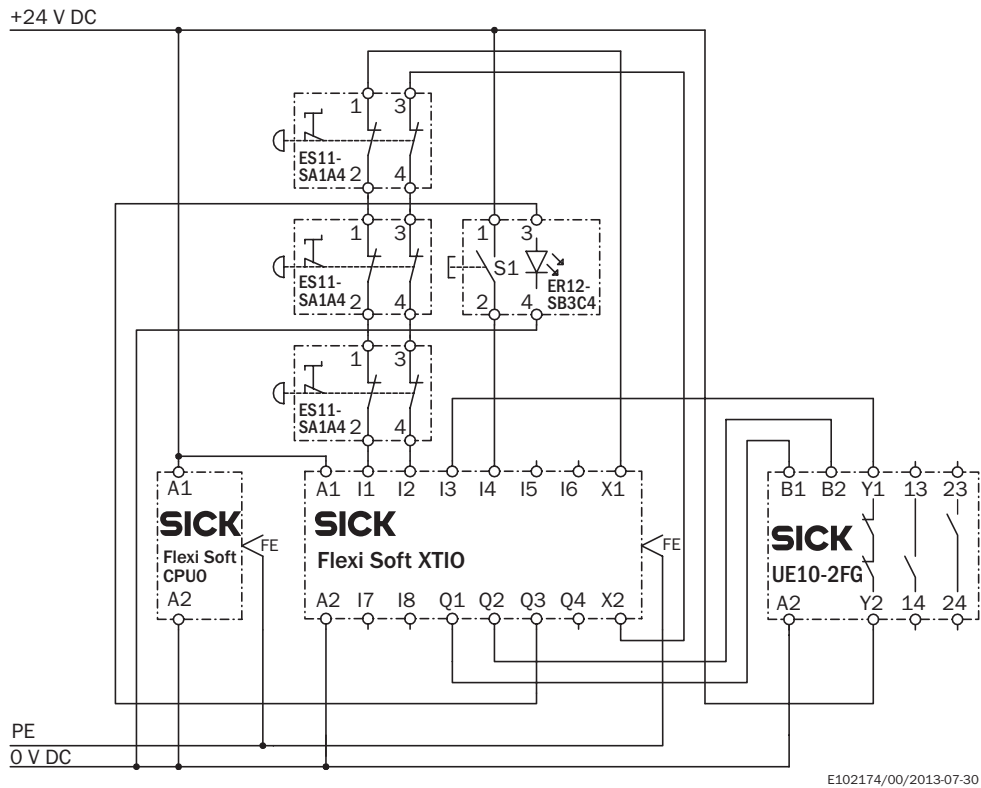 +24 V DC
1 3
ES11-
SA1A4 2 4
1 3
ES11-
SA1A4 2 4
1 3
S1
ER12-
SB3C4
2 4
1 3
ES11-
SA1A4 2 4
A1
SICK
Flexi Soft
CPU0
A2
FE
A1 I1 I2 I3 I4 I5 I6 X1
SICK
Flexi Soft XTIO
FE
A2 I7 I8 Q1 Q2 Q3 Q4 X2
B1 B2 Y1 13 23
SICK
UE10-2FG
A2 Y2 14 24
PE
0 V DC
E102174/00/2013-07-30